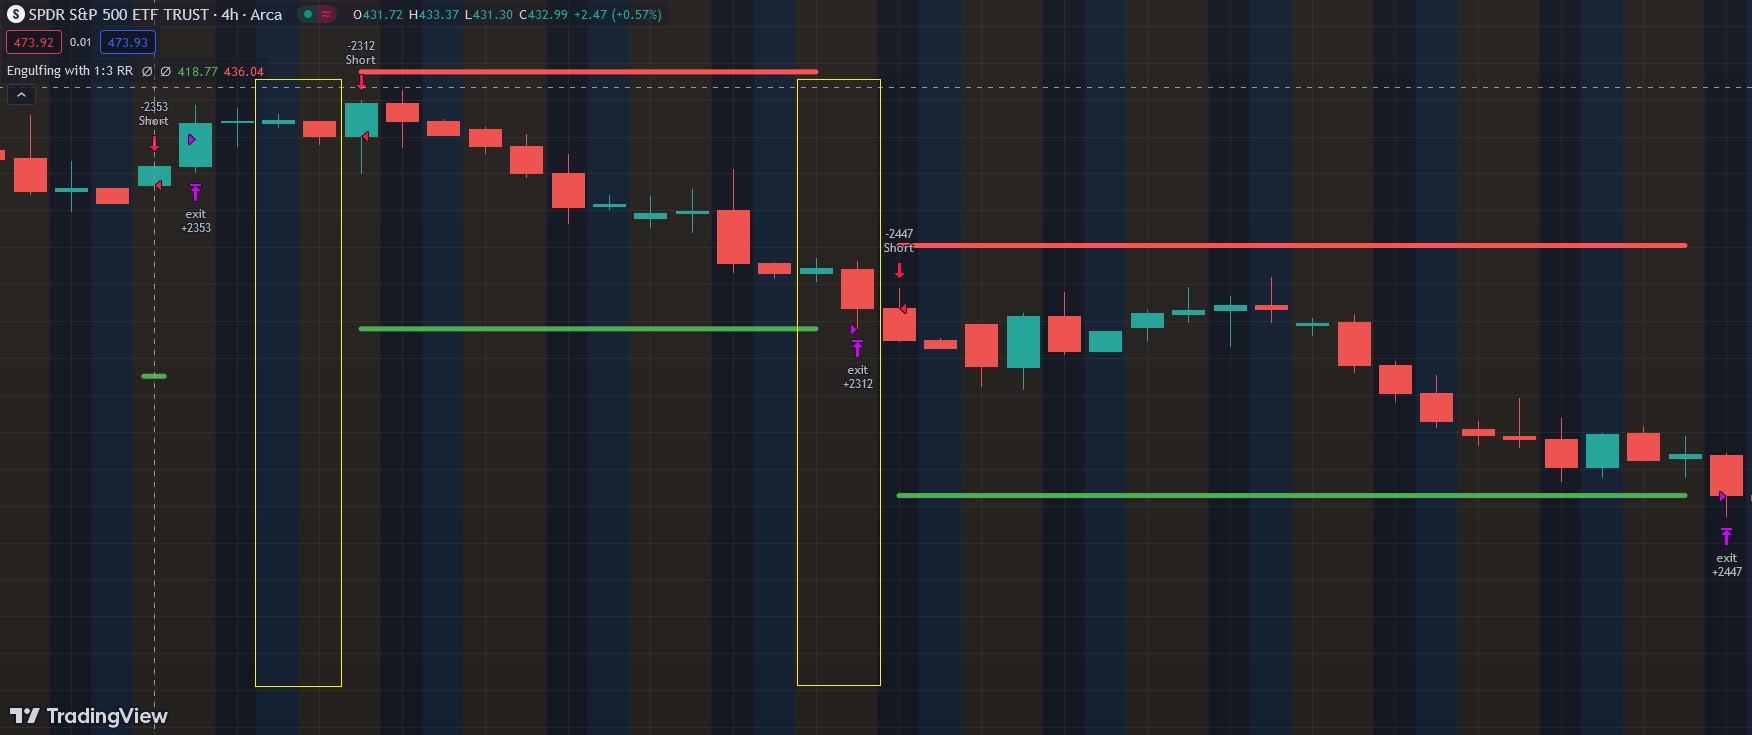 S SPDR S&P 500 ETF TRUST · 4h · Arca O431.72 H433.37 L431.30 C432.99 +2.47 (+0.57%)
473.92 0.01 473.93
Engulfing with 1:3 RR Ø Ø 418.77 436.04
-2353
Short
exit
+2353
-2312
Short
exit
+2312
-2447
Short
exit
+2447
TradingView